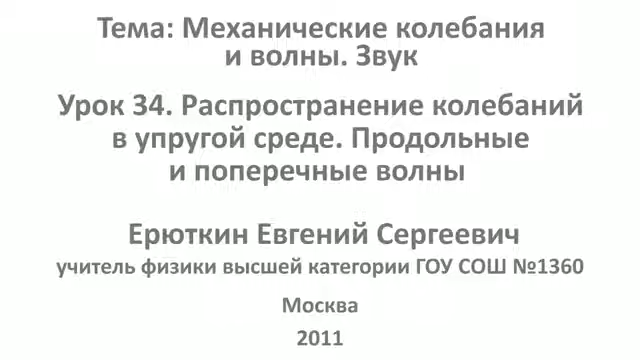 Тема: Механические колебания
и волны. Звук
Урок 34. Распространение колебаний
в упругой среде. Продольные
и поперечные волны
Ерюткин Евгений Сергеевич
учитель физики высшей категории ГОУ СОШ №1360
Москва
2011